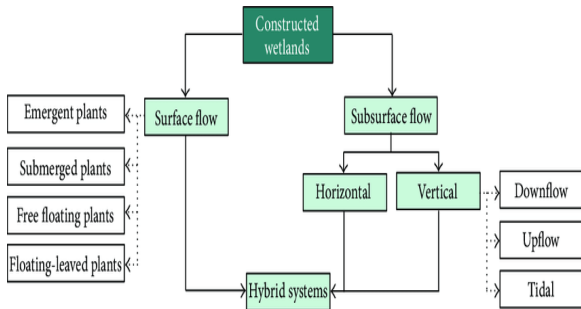 Constructed
wetlands
Emergent plants
Surface flow
Subsurface flow
Submerged plants
Horizontal
Vertical
Downflow
Free floating plants
Upflow
Floating-leaved plants
Hybrid systems
Tidal